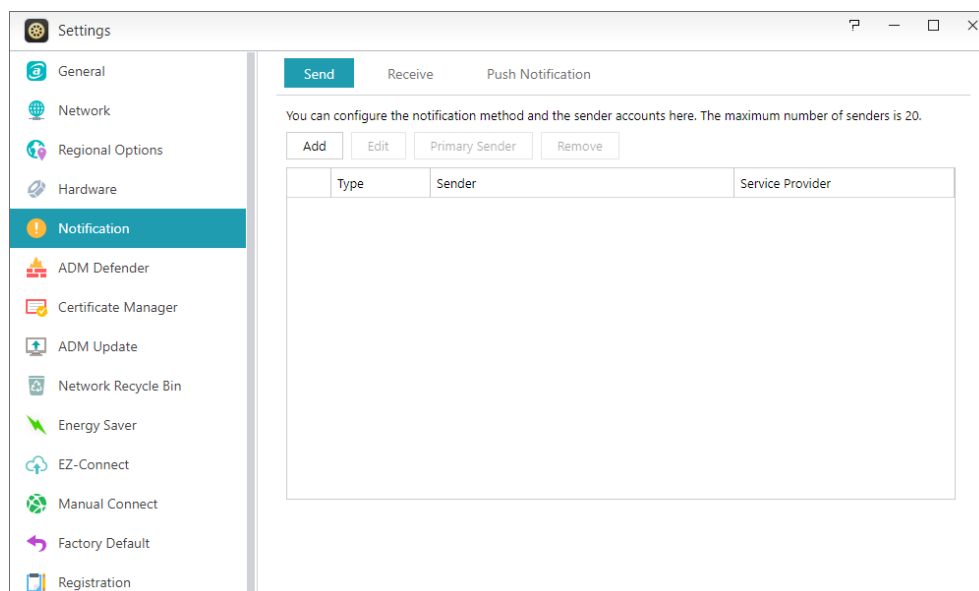 Settings
General
Network
Regional Options
Hardware
Notification
ADM Defender
Certificate Manager
ADM Update
Network Recycle Bin
Energy Saver
EZ-Connect
Manual Connect
Factory Default
Registration
Send Receive Push Notification
You can configure the notification method and the sender accounts here. The maximum number of senders is 20.
Add Edit Primary Sender Remove
Type Sender Service Provider